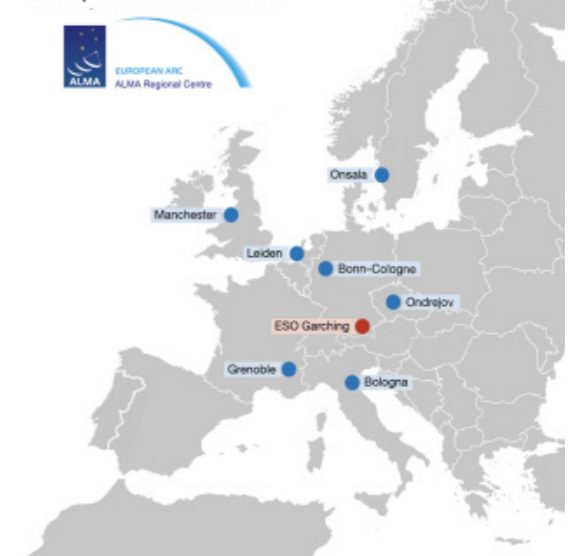 ALMA
EUROPEAN ARC
ALMA Regional Centre
Onsala
Manchester
Leiden
Bonn-Cologne
Ondrejov
ESO Garching
Grenoble
Bologna